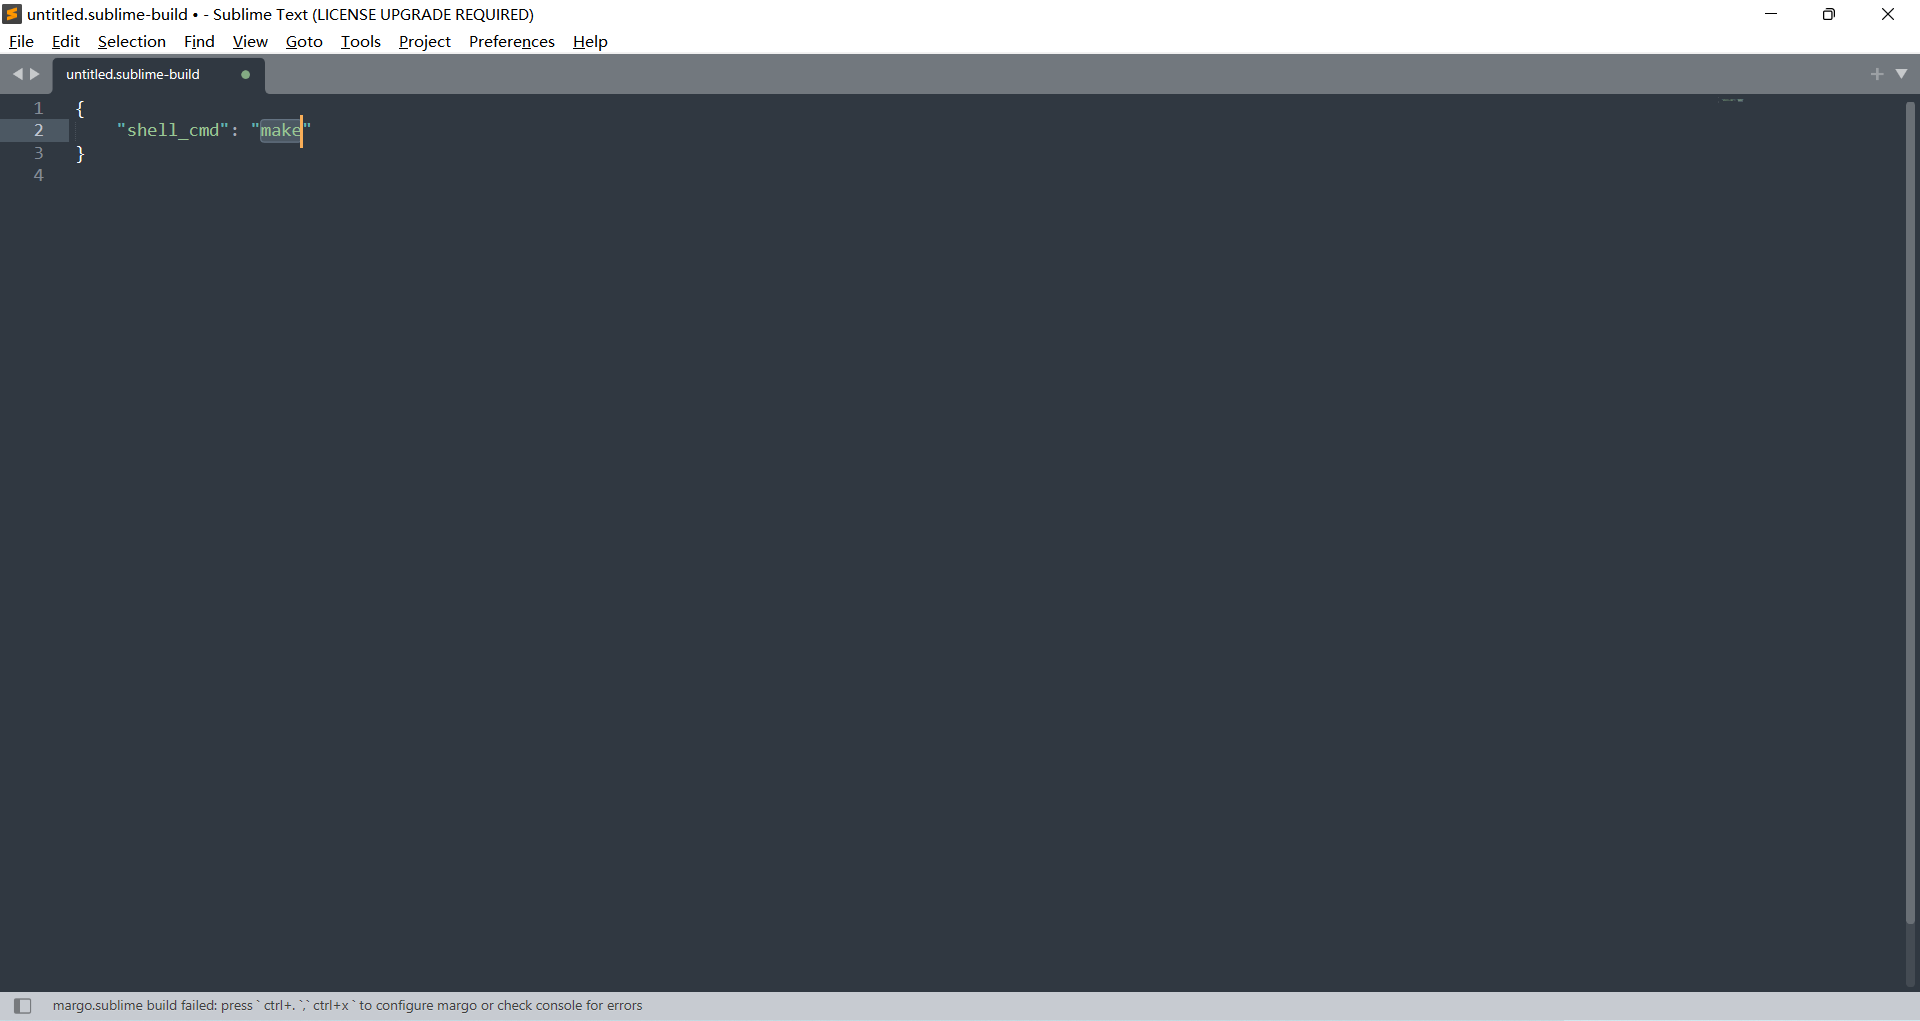 untitled.sublime-build • - Sublime Text (LICENSE UPGRADE REQUIRED)
File Edit Selection Find View Goto Tools Project Preferences Help
untitled.sublime-build
1 {
2 "shell_cmd": "make"
3 }
4
margo.sublime build failed: press ` ctrl+. `,` ctrl+x ` to configure margo or check console for errors